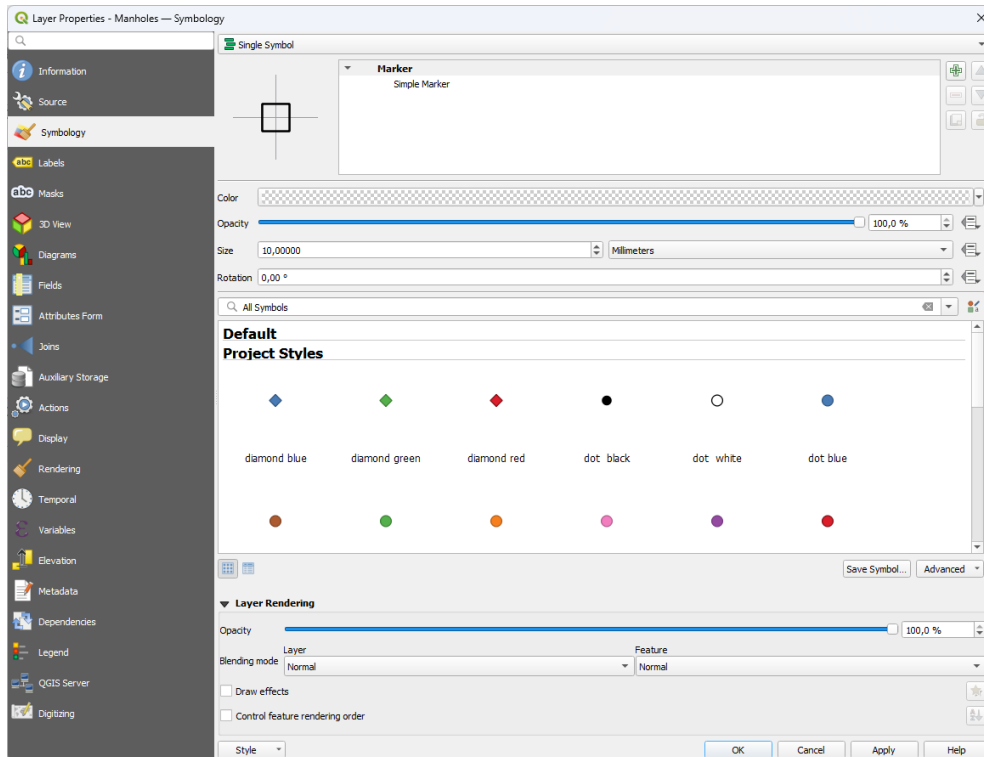 Layer Properties - Manholes — Symbology
Single Symbol
Information
Source
Symbology
abc Labels
abc Masks
3D View
Diagrams
Fields
Attributes Form
Joins
Auxiliary Storage
Actions
Display
Rendering
Temporal
Variables
Elevation
Metadata
Dependencies
Legend
QGIS Server
Digitizing
Marker
Simple Marker
Color
Opacity 100,0 %
Size 10,00000 Millimeters
Rotation 0,00 °
All Symbols
Default
Project Styles
diamond blue diamond green diamond red dot black dot white dot blue
Save Symbol... Advanced
Layer Rendering
Opacity 100,0 %
Layer Feature
Blending mode Normal Normal
Draw effects
Control feature rendering order
Style OK Cancel Apply Help